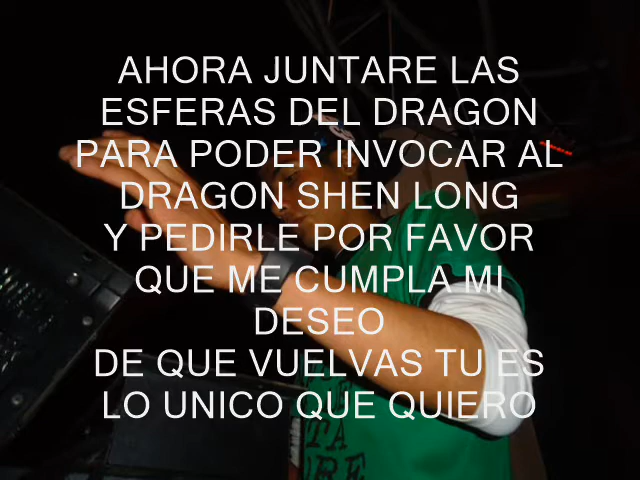 AHORA JUNTARE LAS
ESFERAS DEL DRAGON
PARA PODER INVOCAR AL
DRAGON SHEN LONG
Y PEDIRLE POR FAVOR
QUE ME CUMPLA MI
DESEO
DE QUE VUELVAS TU ES
LO UNICO QUE QUIERO